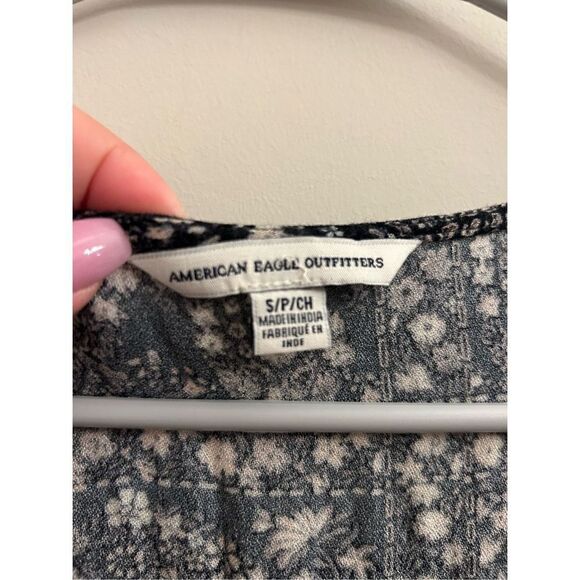 AMERICAN EAGLE OUTFITTERS
S/P/CH
MADE IN INDIA
FABRIQUÉ EN
INDE